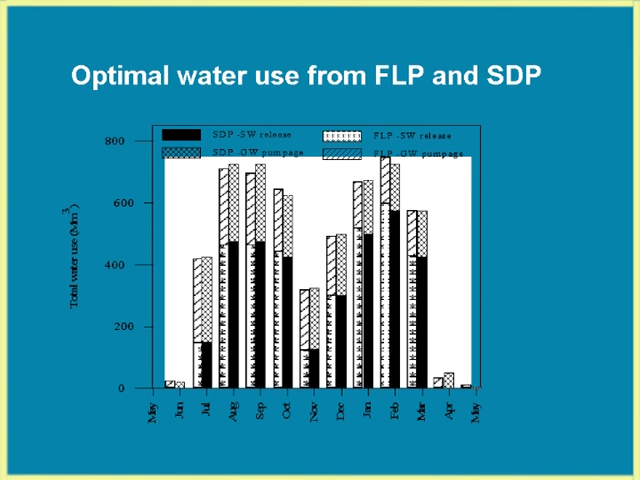 Optimal water use from FLP and SDP
SDP -SW release
FLP -SW release
SDP -GW pumpage
FLP -GW pumpage
800
600
400
200
0
Total water use (Mm3)
May Jun Jul Aug Sep Oct Nov Dec Jan Feb Mar Apr May